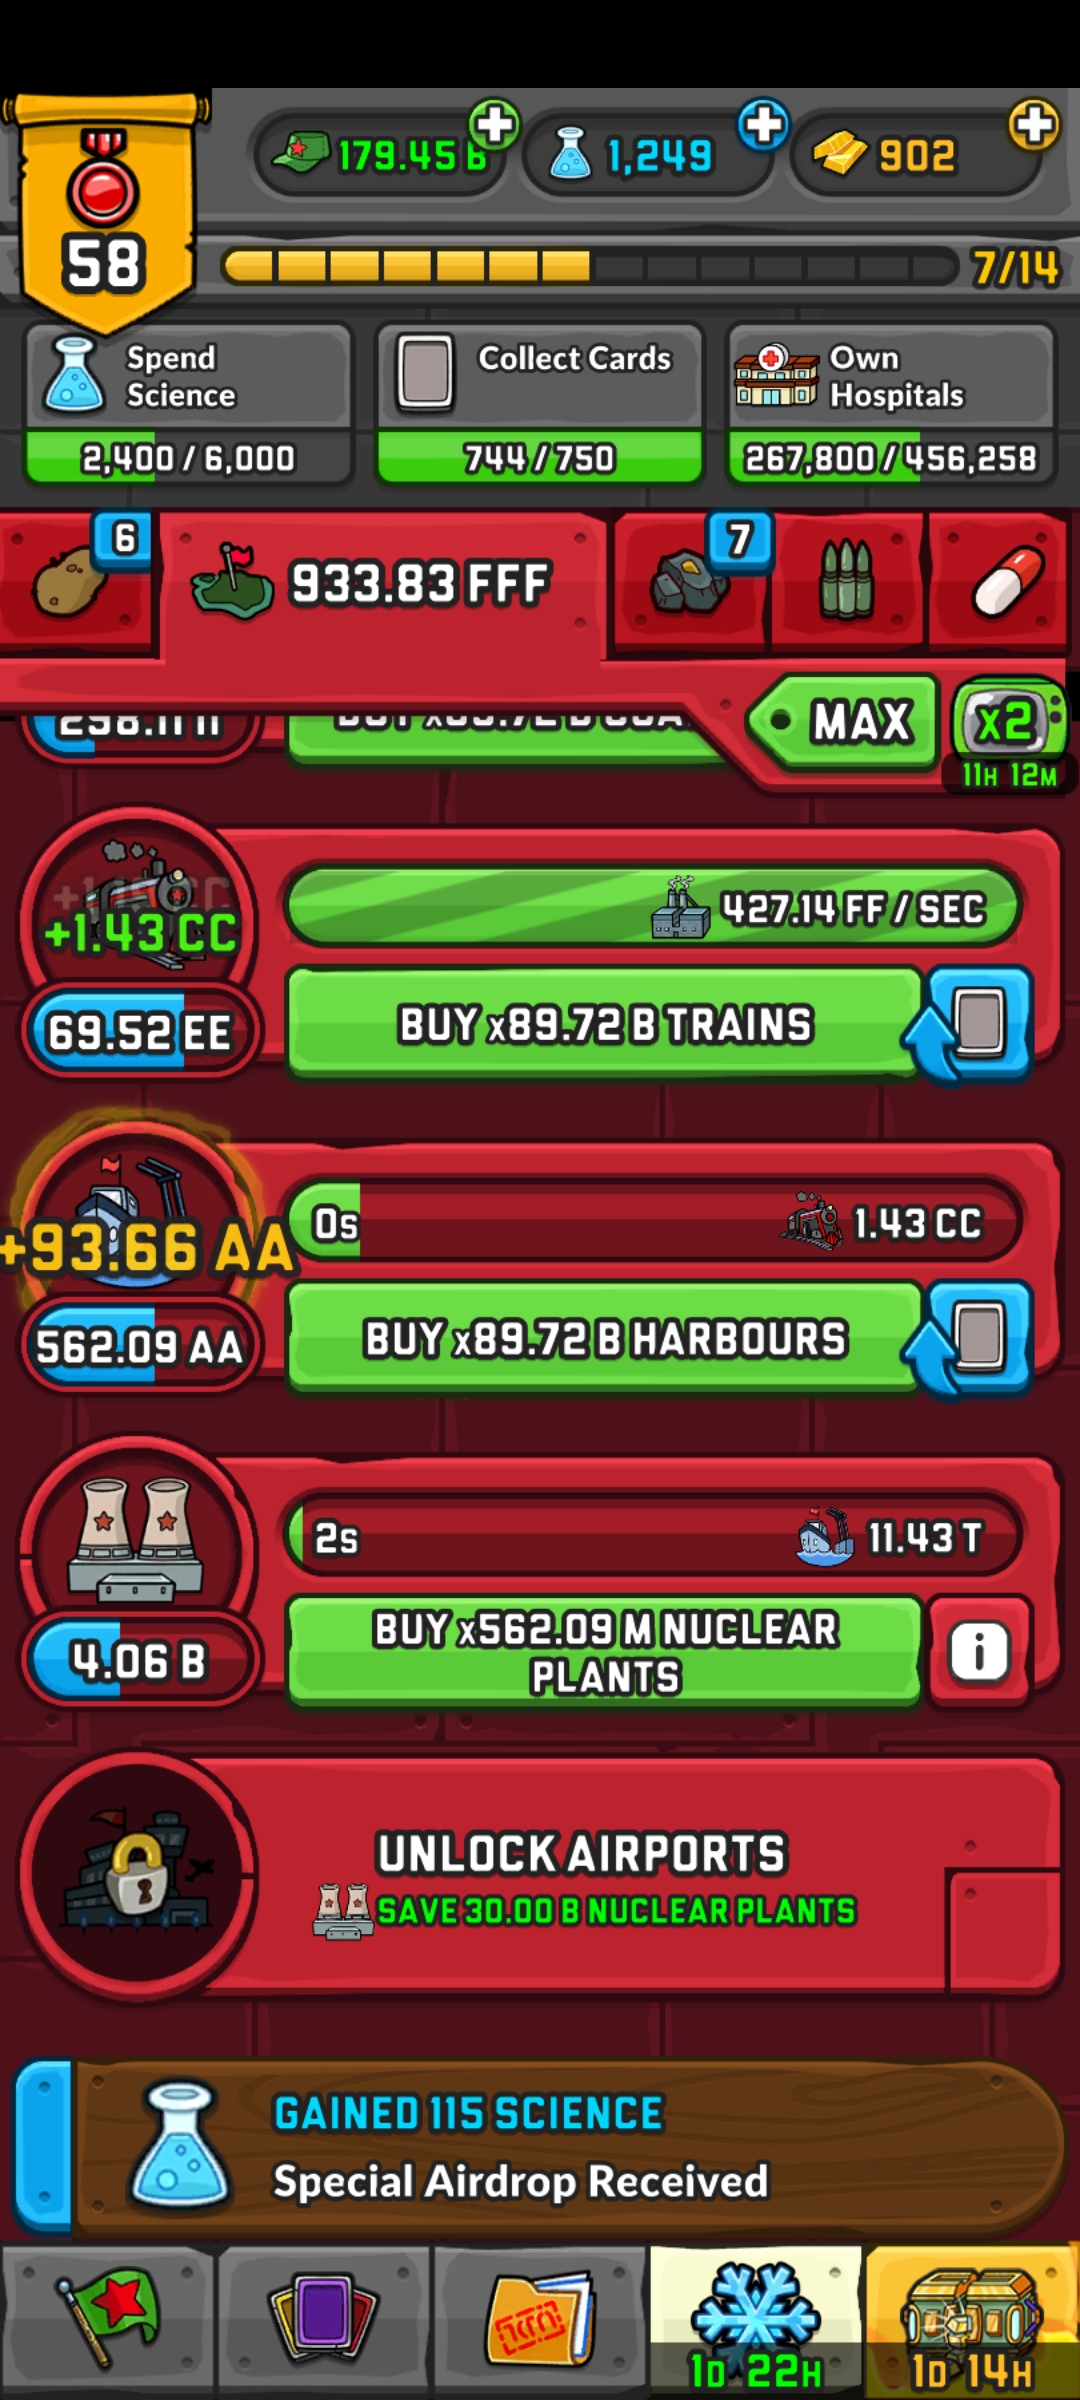 179.45 B
1,249
902
58
7/14
Spend
Science
Collect Cards
Own
Hospitals
2,400 / 6,000
744 / 750
267,800 / 456,258
6
933.83 FFF
7
MAX
x2
11H 12M
+1.43 CC
427.14 FF / SEC
69.52 EE
BUY x89.72 B TRAINS
+93.66 AA
0s
1.43 CC
562.09 AA
BUY x89.72 B HARBOURS
2s
11.43 T
4.06 B
BUY x562.09 M NUCLEAR
PLANTS
i
UNLOCK AIRPORTS
SAVE 30.00 B NUCLEAR PLANTS
GAINED 115 SCIENCE
Special Airdrop Received
1D 22H
1D 14H